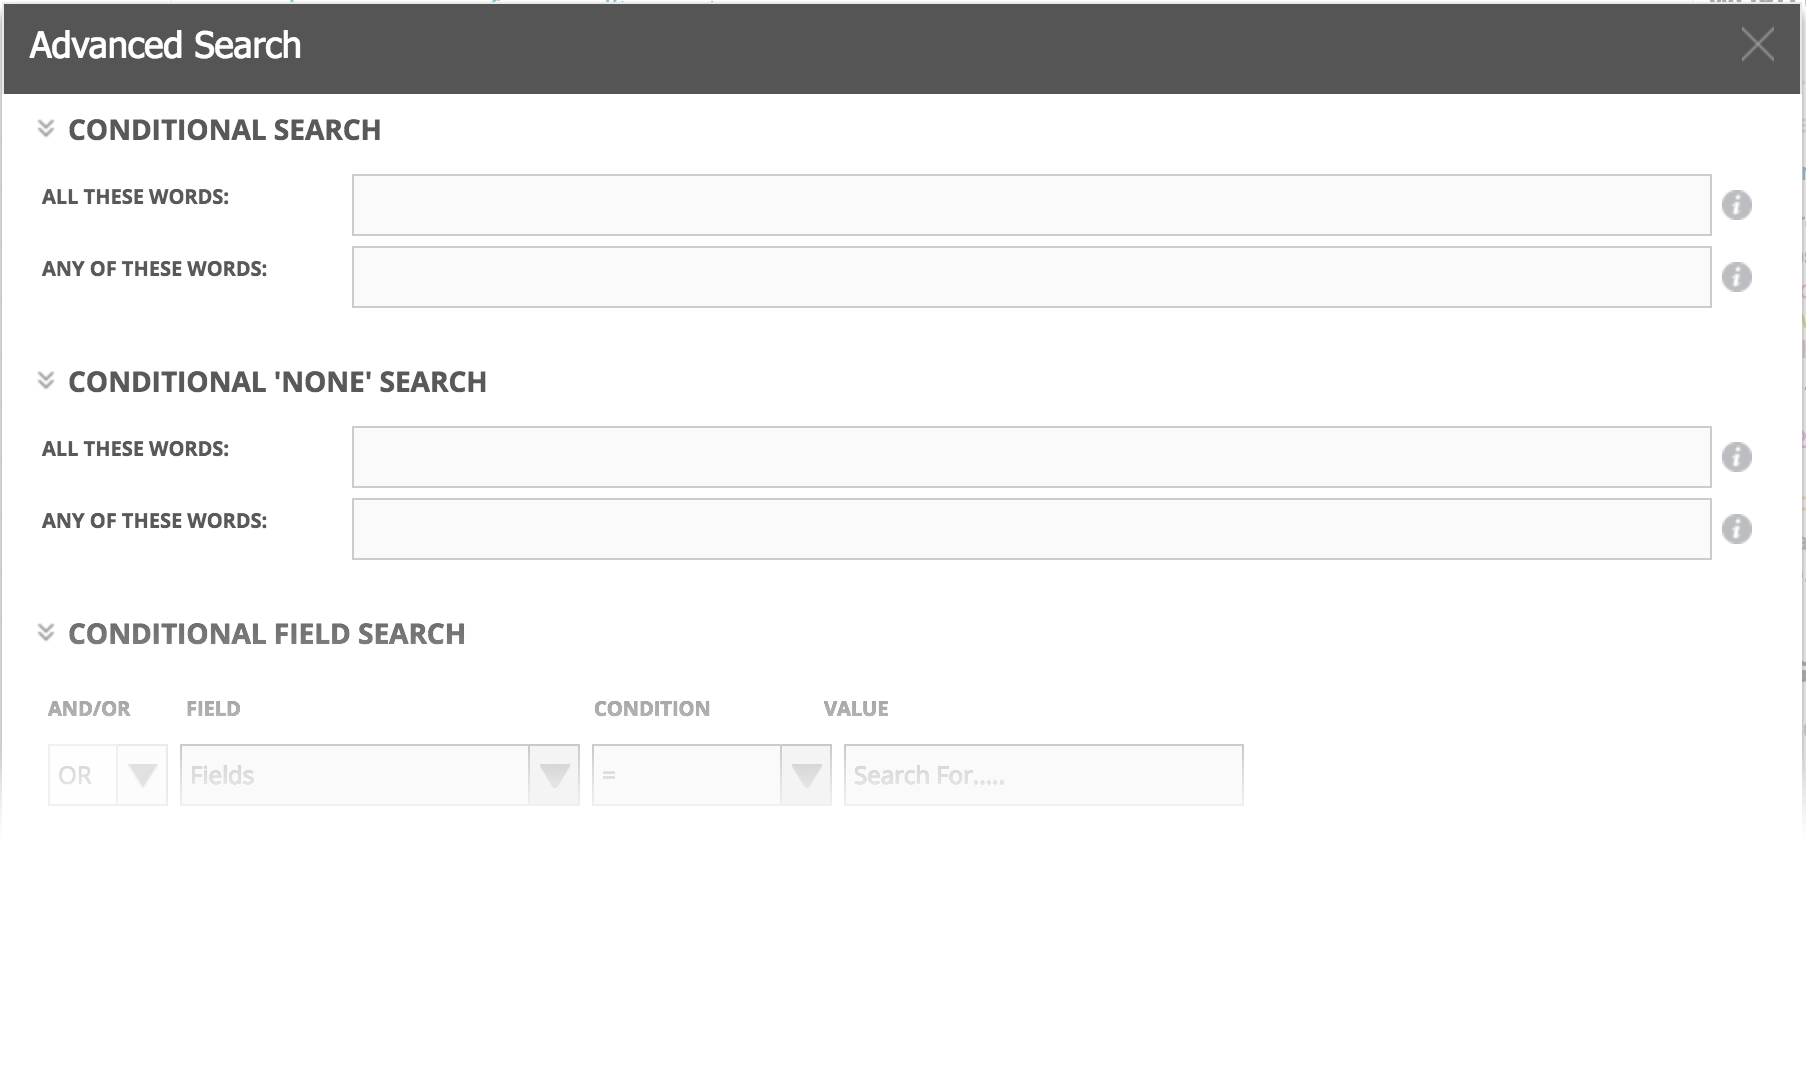 Advanced Search
CONDITIONAL SEARCH
ALL THESE WORDS:
ANY OF THESE WORDS:
CONDITIONAL 'NONE' SEARCH
ALL THESE WORDS:
ANY OF THESE WORDS:
CONDITIONAL FIELD SEARCH
AND/OR FIELD CONDITION VALUE
OR Fields = Search For.....